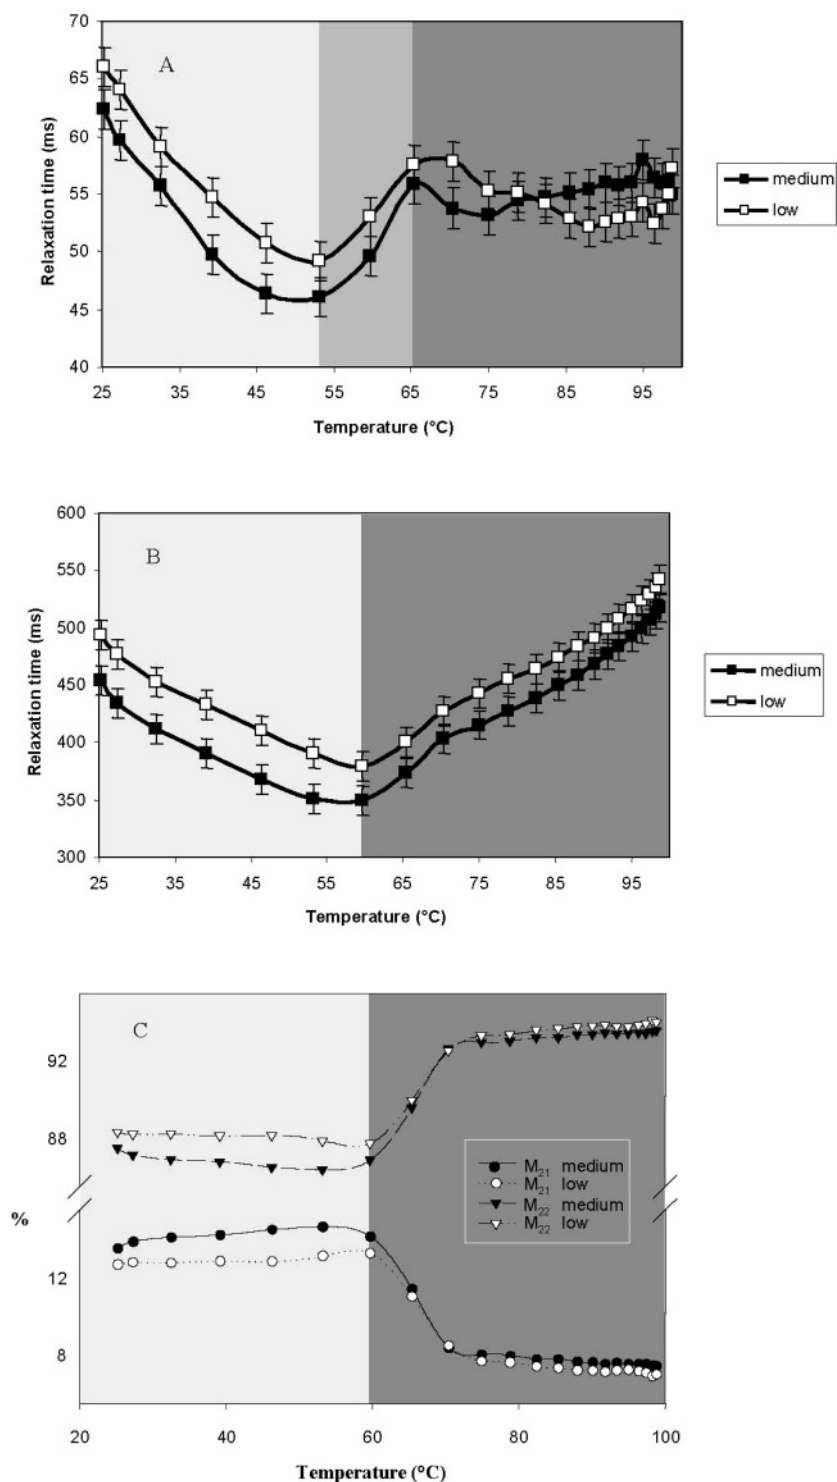 70
65
60
55
50
45
40
Relaxation time (ms)
A
25 35 45 55 65 75 85 95
Temperature (°C)
medium
low
600
550
500
450
400
350
300
Relaxation time (ms)
B
25 35 45 55 65 75 85 95
Temperature (°C)
medium
low
C
92
88
%
12
8
M21 medium
M21 low
M22 medium
M22 low
20 40 60 80 100
Temperature (°C)